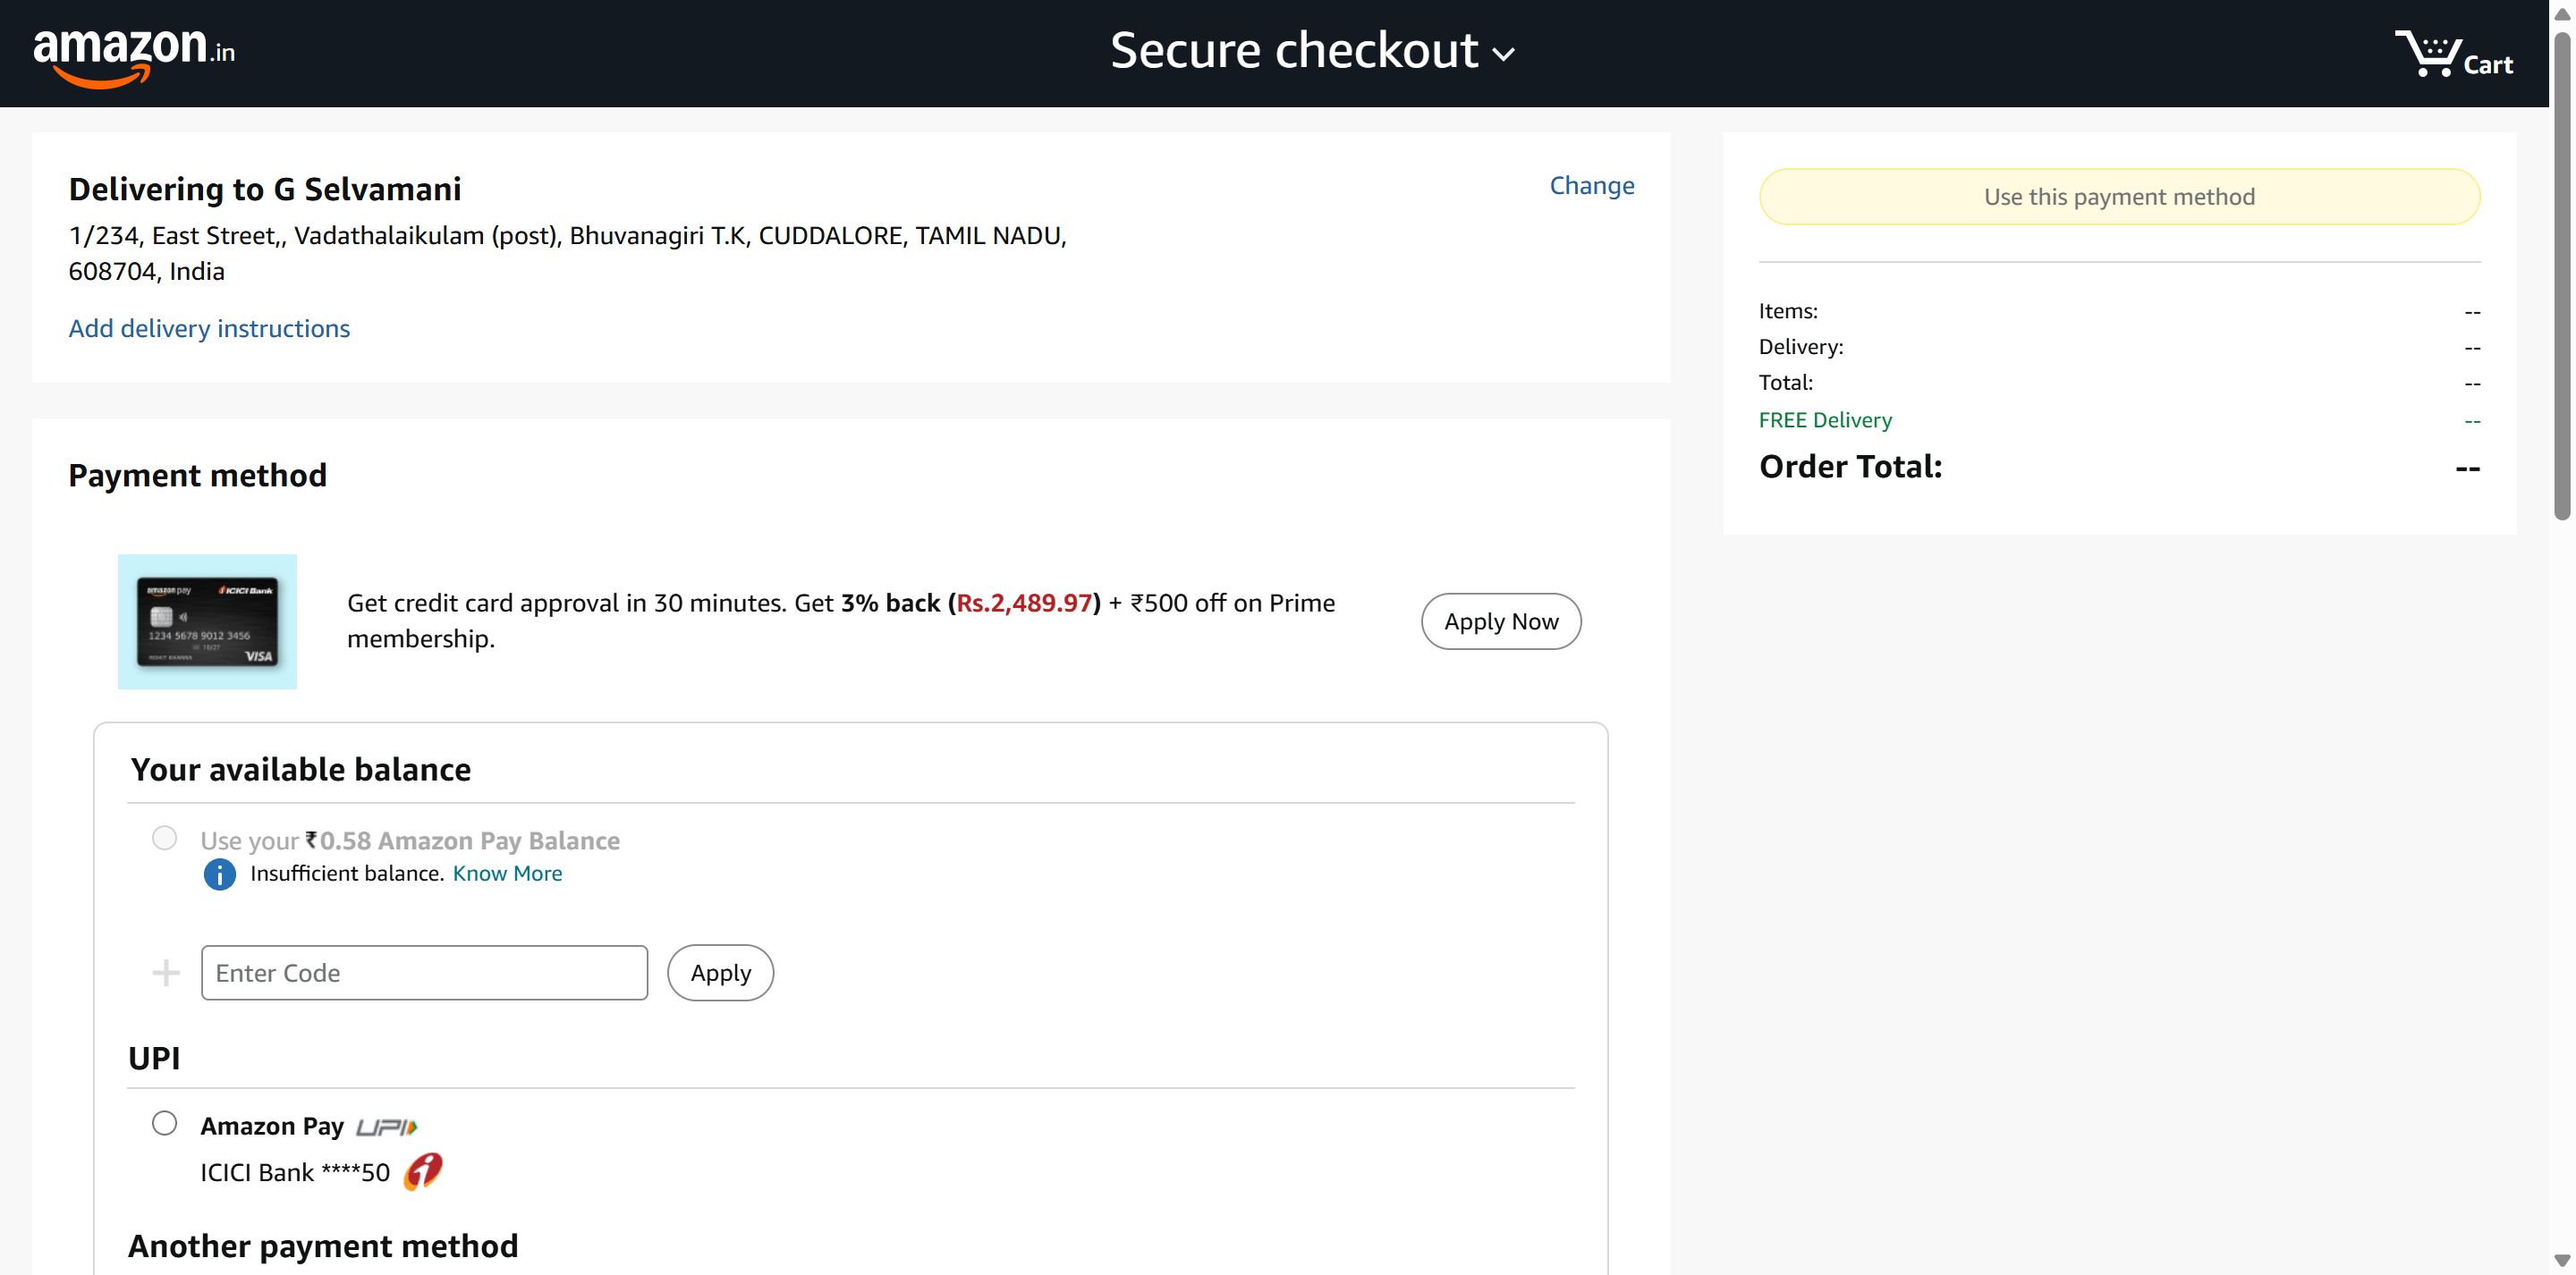 amazon.in
Secure checkout
Cart
Delivering to G Selvamani
Change
1/234, East Street,, Vadathalaikulam (post), Bhuvanagiri T.K, CUDDALORE, TAMIL NADU,
608704, India
Add delivery instructions
Use this payment method
Items: --
Delivery: --
Total: --
FREE Delivery --
Order Total: --
Payment method
amazon pay ICICI Bank
1234 5678 9012 3456
VISA
Get credit card approval in 30 minutes. Get 3% back (Rs.2,489.97) + ₹500 off on Prime
membership.
Apply Now
Your available balance
Use your ₹0.58 Amazon Pay Balance
Insufficient balance. Know More
Enter Code
Apply
UPI
Amazon Pay UPI
ICICI Bank ****50
Another payment method